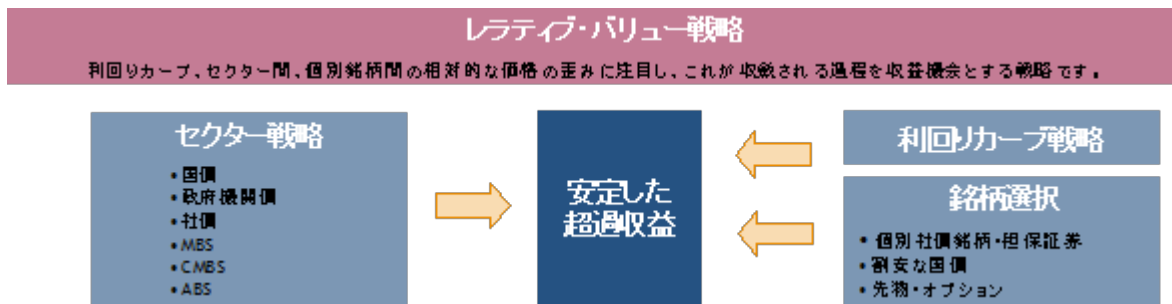 レラティブ・バリュー戦略
利回りカーブ、セクター間、個別銘柄間の相対的な価格の歪みに注目し、これが収斂される過程を収益機会とする戦略です。
セクター戦略
•国債
•政府機関債
•社債
•MBS
•CMBS
•ABS
安定した
超過収益
利回りカーブ戦略
銘柄選択
• 個別社債銘柄・担保証券
•割安な国債
•先物・オプション